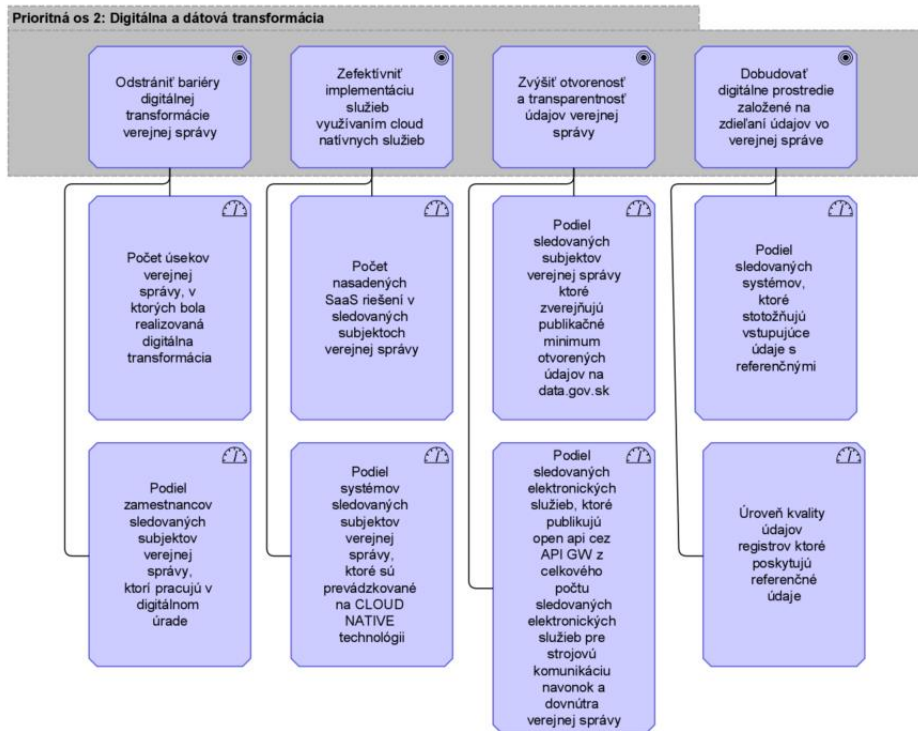 Prioritná os 2: Digitálna a dátová transformácia
Odstrániť bariéry
digitálnej
transformácie
verejnej správy
Zefektívniť
implementáciu
služieb
využívaním cloud
natívnych služieb
Zvýšiť otvorenosť
a transparentnosť
údajov verejnej
správy
Dobudovať
digitálne prostredie
založené na
zdieľaní údajov vo
verejnej správe
Počet úsekov
verejnej
správy, v
ktorých bola
realizovaná
digitálna
transformácia
Počet
nasadených
SaaS riešení v
sledovaných
subjektoch
verejnej správy
Podiel
sledovaných
subjektov
verejnej správy
ktoré
zverejňujú
publikačné
minimum
otvorených
údajov na
data.gov.sk
Podiel
sledovaných
systémov,
ktoré
stotožňujú
vstupujúce
údaje s
referenčnými
Podiel
zamestnancov
sledovaných
subjektov
verejnej
správy,
ktorí pracujú v
digitálnom
úrade
Podiel
systémov
sledovaných
subjektov
verejnej
správy,
ktoré sú
prevádzkované
na CLOUD
NATIVE
technológii
Podiel
sledovaných
elektronických
služieb, ktoré
publikujú
open api cez
API GW z
celkového
počtu
sledovaných
elektronických
služieb pre
strojovú
komunikáciu
navonok a
dovnútra
verejnej správy
Úroveň kvality
údajov
registrov ktoré
poskytujú
referenčné
údaje